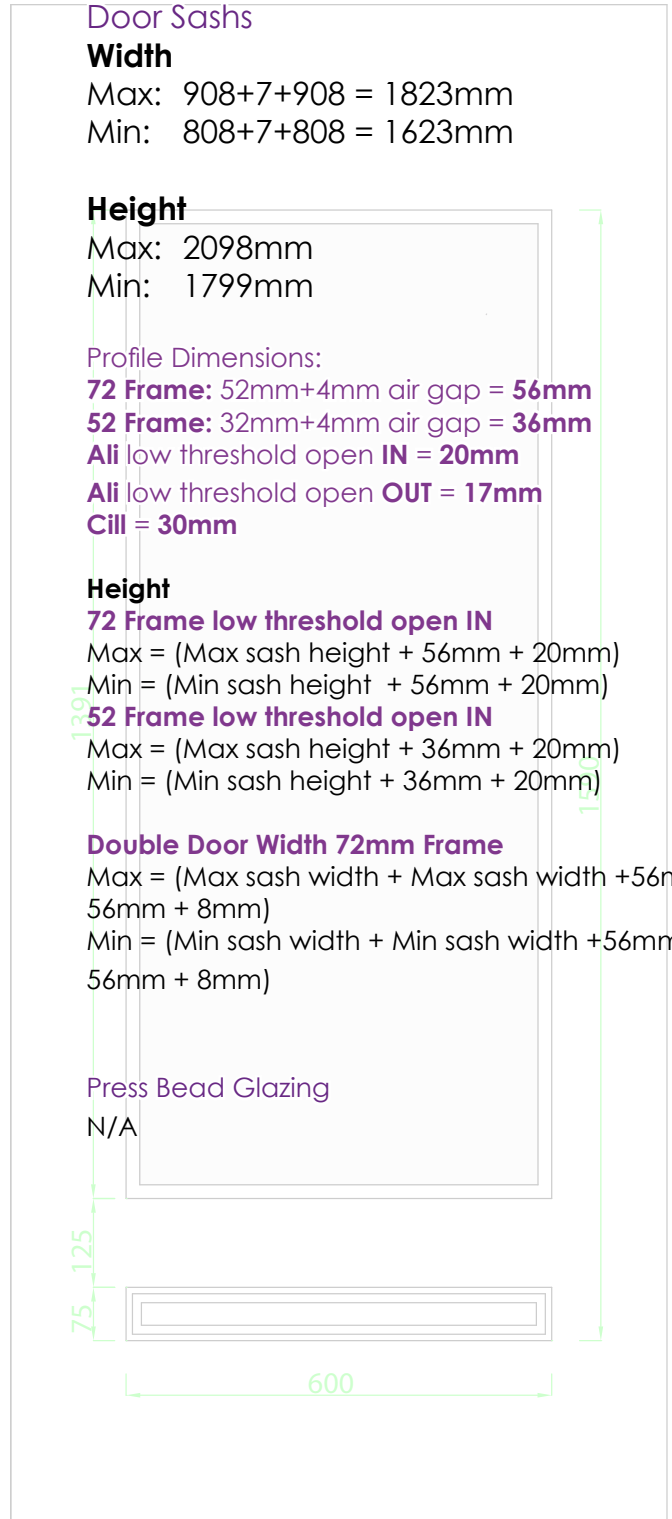 Door Sashs
Width
Max: 908+7+908 = 1823mm
Min: 808+7+808 = 1623mm
Height
Max: 2098mm
Min: 1799mm
Profile Dimensions:
72 Frame: 52mm+4mm air gap = 56mm
52 Frame: 32mm+4mm air gap = 36mm
Ali low threshold open IN = 20mm
Ali low threshold open OUT = 17mm
Cill = 30mm
Height
72 Frame low threshold open IN
Max = (Max sash height + 56mm + 20mm)
Min = (Min sash height + 56mm + 20mm)
1391
52 Frame low threshold open IN
Max = (Max sash height + 36mm + 20mm)
Min = (Min sash height + 36mm + 20mm)
Double Door Width 72mm Frame
Max = (Max sash width + Max sash width +56m
56mm + 8mm)
Min = (Min sash width + Min sash width +56mm
56mm + 8mm)
Press Bead Glazing
N/A
125
75
600